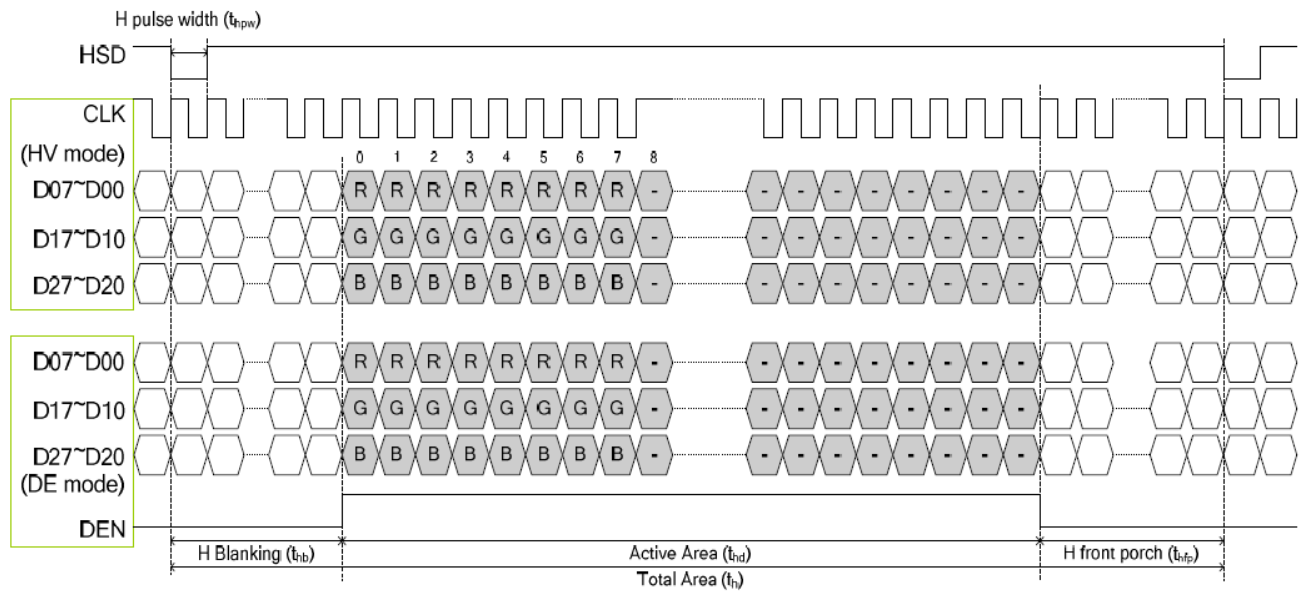 H pulse width (thpw)
HSD
CLK
(HV mode)
0 1 2 3 4 5 6 7 8
D07~D00 R R R R R R R R - - - - - - - - -
D17~D10 G G G G G G G G - - - - - - - - -
D27~D20 B B B B B B B B - - - - - - - - -
D07~D00 R R R R R R R R - - - - - - - - -
D17~D10 G G G G G G G G - - - - - - - - -
D27~D20 B B B B B B B B - - - - - - - - -
(DE mode)
DEN
H Blanking (thb) Active Area (thd) H front porch (thfp)
Total Area (th)